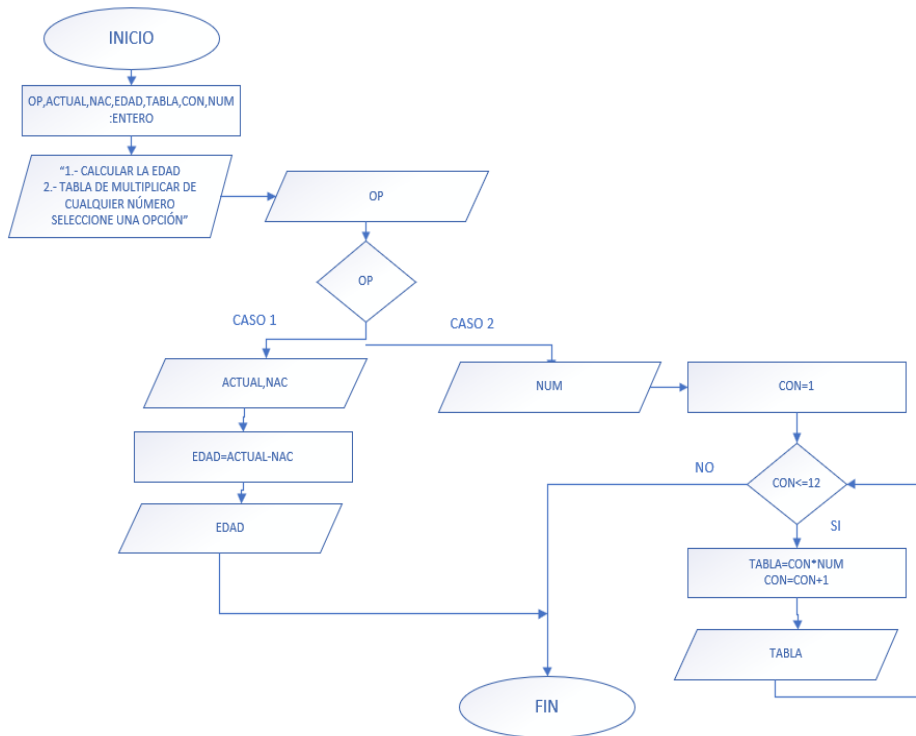 INICIO
OP,ACTUAL,NAC,EDAD,TABLA,CON,NUM
:ENTERO
“1.- CALCULAR LA EDAD
2.- TABLA DE MULTIPLICAR DE
CUALQUIER NÚMERO
SELECCIONE UNA OPCIÓN”
OP
OP
CASO 1
CASO 2
ACTUAL,NAC
EDAD=ACTUAL-NAC
EDAD
NUM
CON=1
CON<=12
NO
SI
TABLA=CON*NUM
CON=CON+1
TABLA
FIN